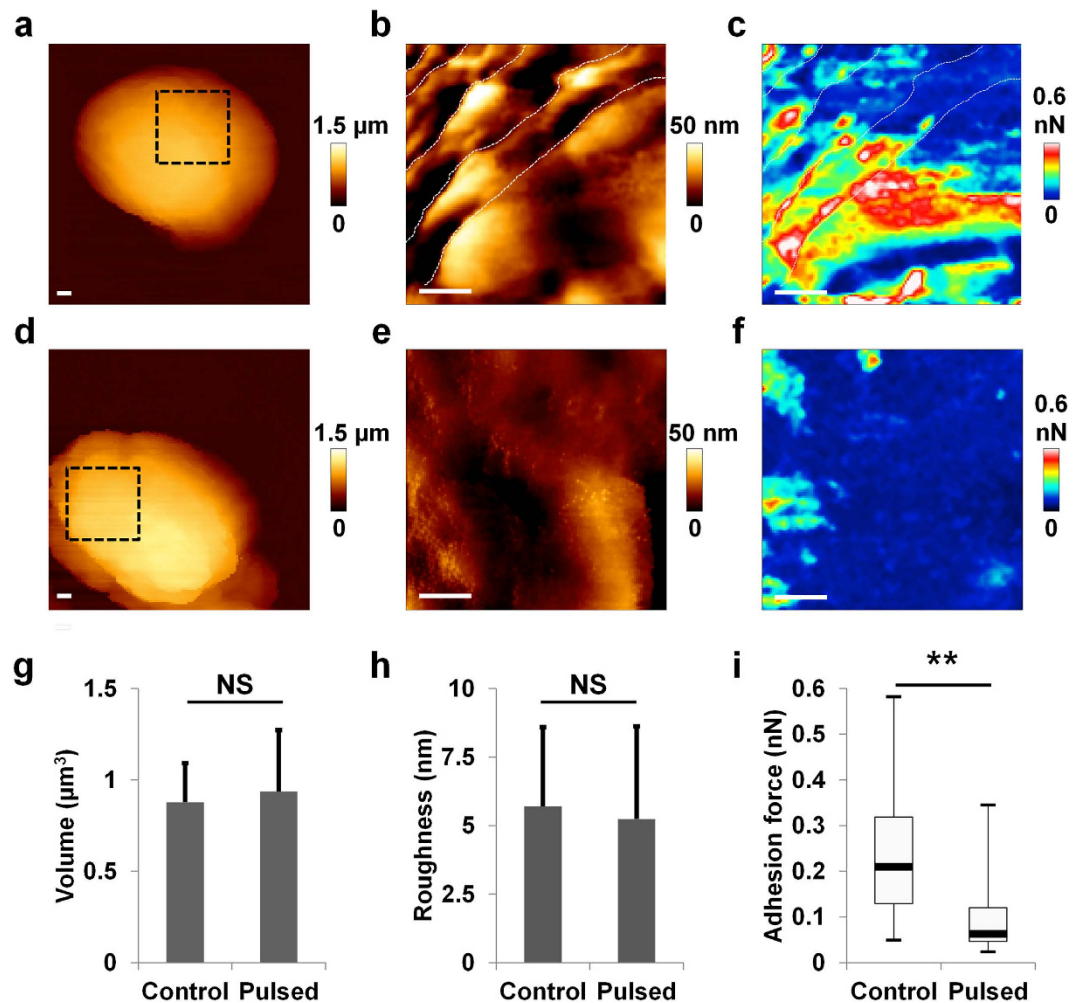 a
b
c
1.5 µm
0
50 nm
0
0.6
nN
0
d
e
f
1.5 µm
0
50 nm
0
0.6
nN
0
g
h
i
NS
NS
**
Volume (µm³)
1.5
1
0.5
0
Control Pulsed
Roughness (nm)
10
7.5
5
2.5
0
Control Pulsed
Adhesion force (nN)
0.6
0.5
0.4
0.3
0.2
0.1
0
Control Pulsed